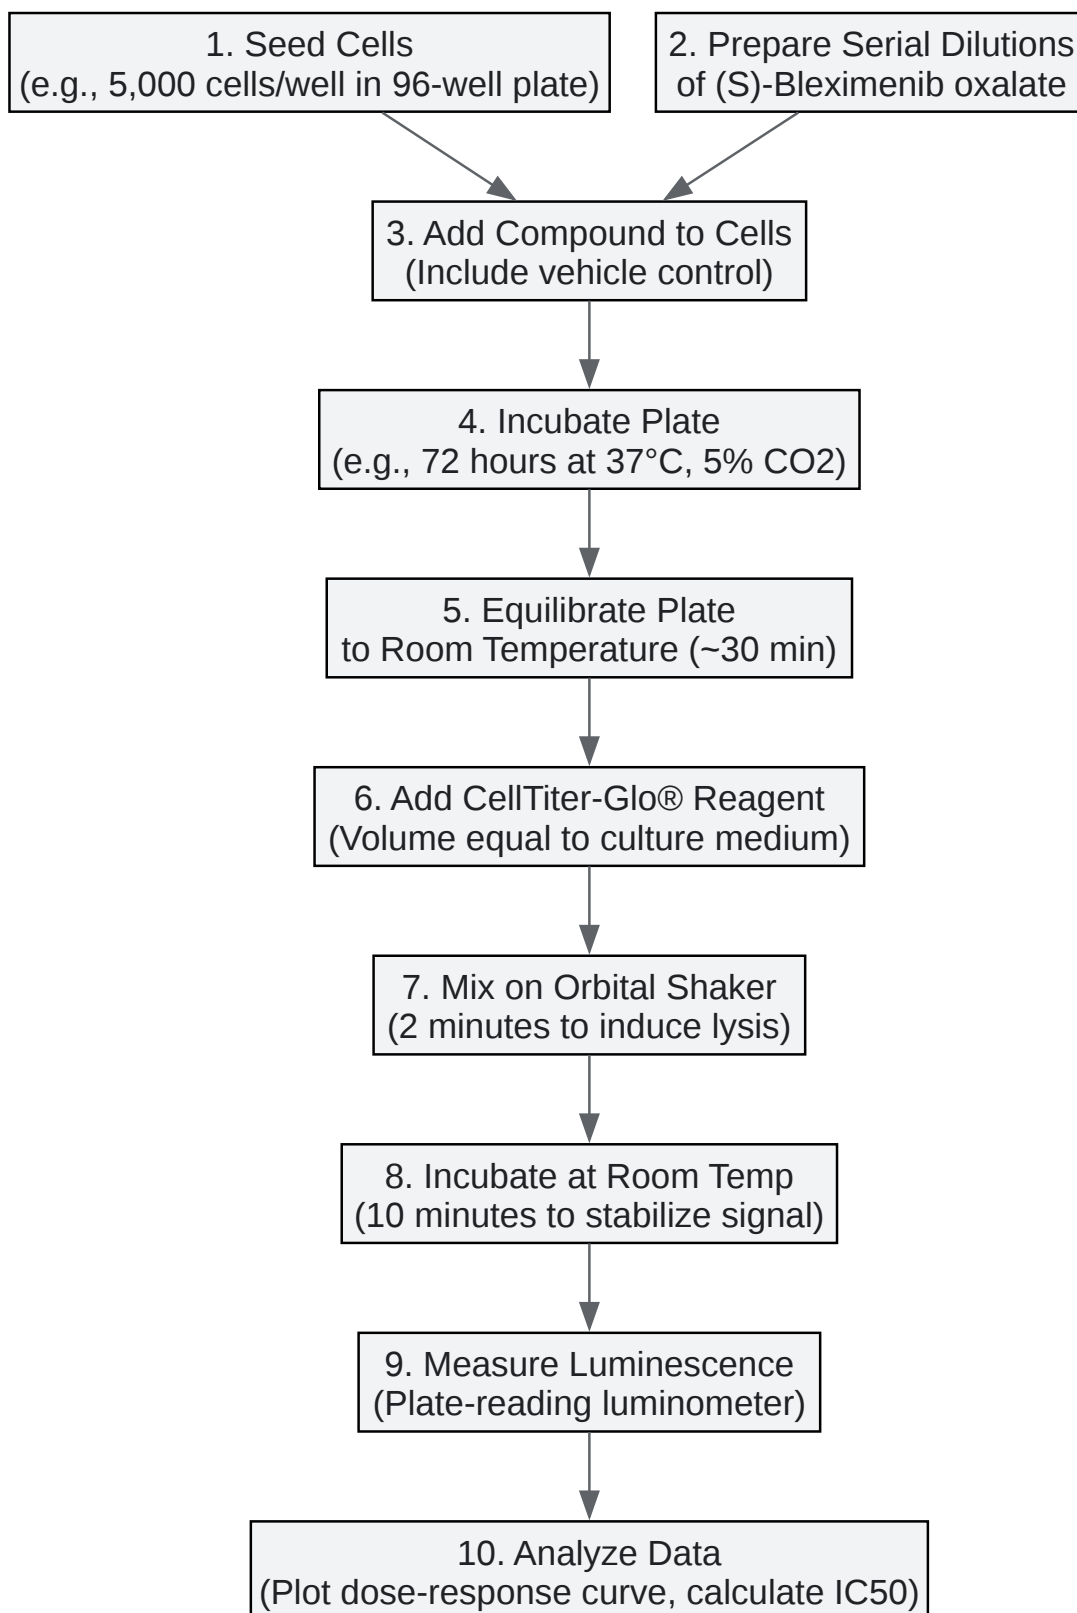 1. Seed Cells
(e.g., 5,000 cells/well in 96-well plate)
2. Prepare Serial Dilutions
of (S)-Bleximenib oxalate
3. Add Compound to Cells
(Include vehicle control)
4. Incubate Plate
(e.g., 72 hours at 37°C, 5% CO2)
5. Equilibrate Plate
to Room Temperature (~30 min)
6. Add CellTiter-Glo® Reagent
(Volume equal to culture medium)
7. Mix on Orbital Shaker
(2 minutes to induce lysis)
8. Incubate at Room Temp
(10 minutes to stabilize signal)
9. Measure Luminescence
(Plate-reading luminometer)
10. Analyze Data
(Plot dose-response curve, calculate IC50)